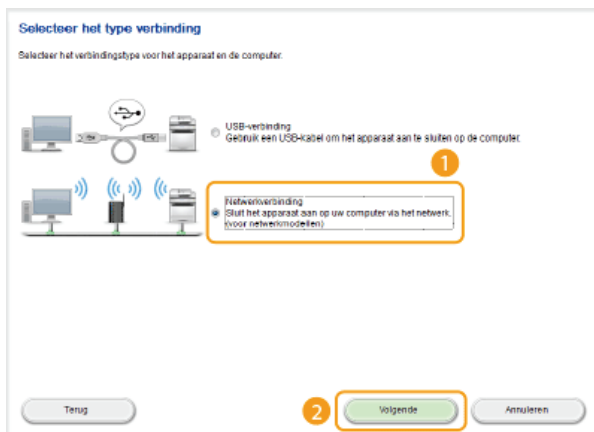 Selecteer het type verbinding
Selecteer het verbindingstype voor het apparaat en de computer.
USB-verbinding
Gebruik een USB-kabel om het apparaat aan te sluiten op de computer.
1
Netwerkverbinding
Sluit het apparaat aan op uw computer via het netwerk.
(voor netwerkmodellen)
Terug
2
Volgende
Annuleren